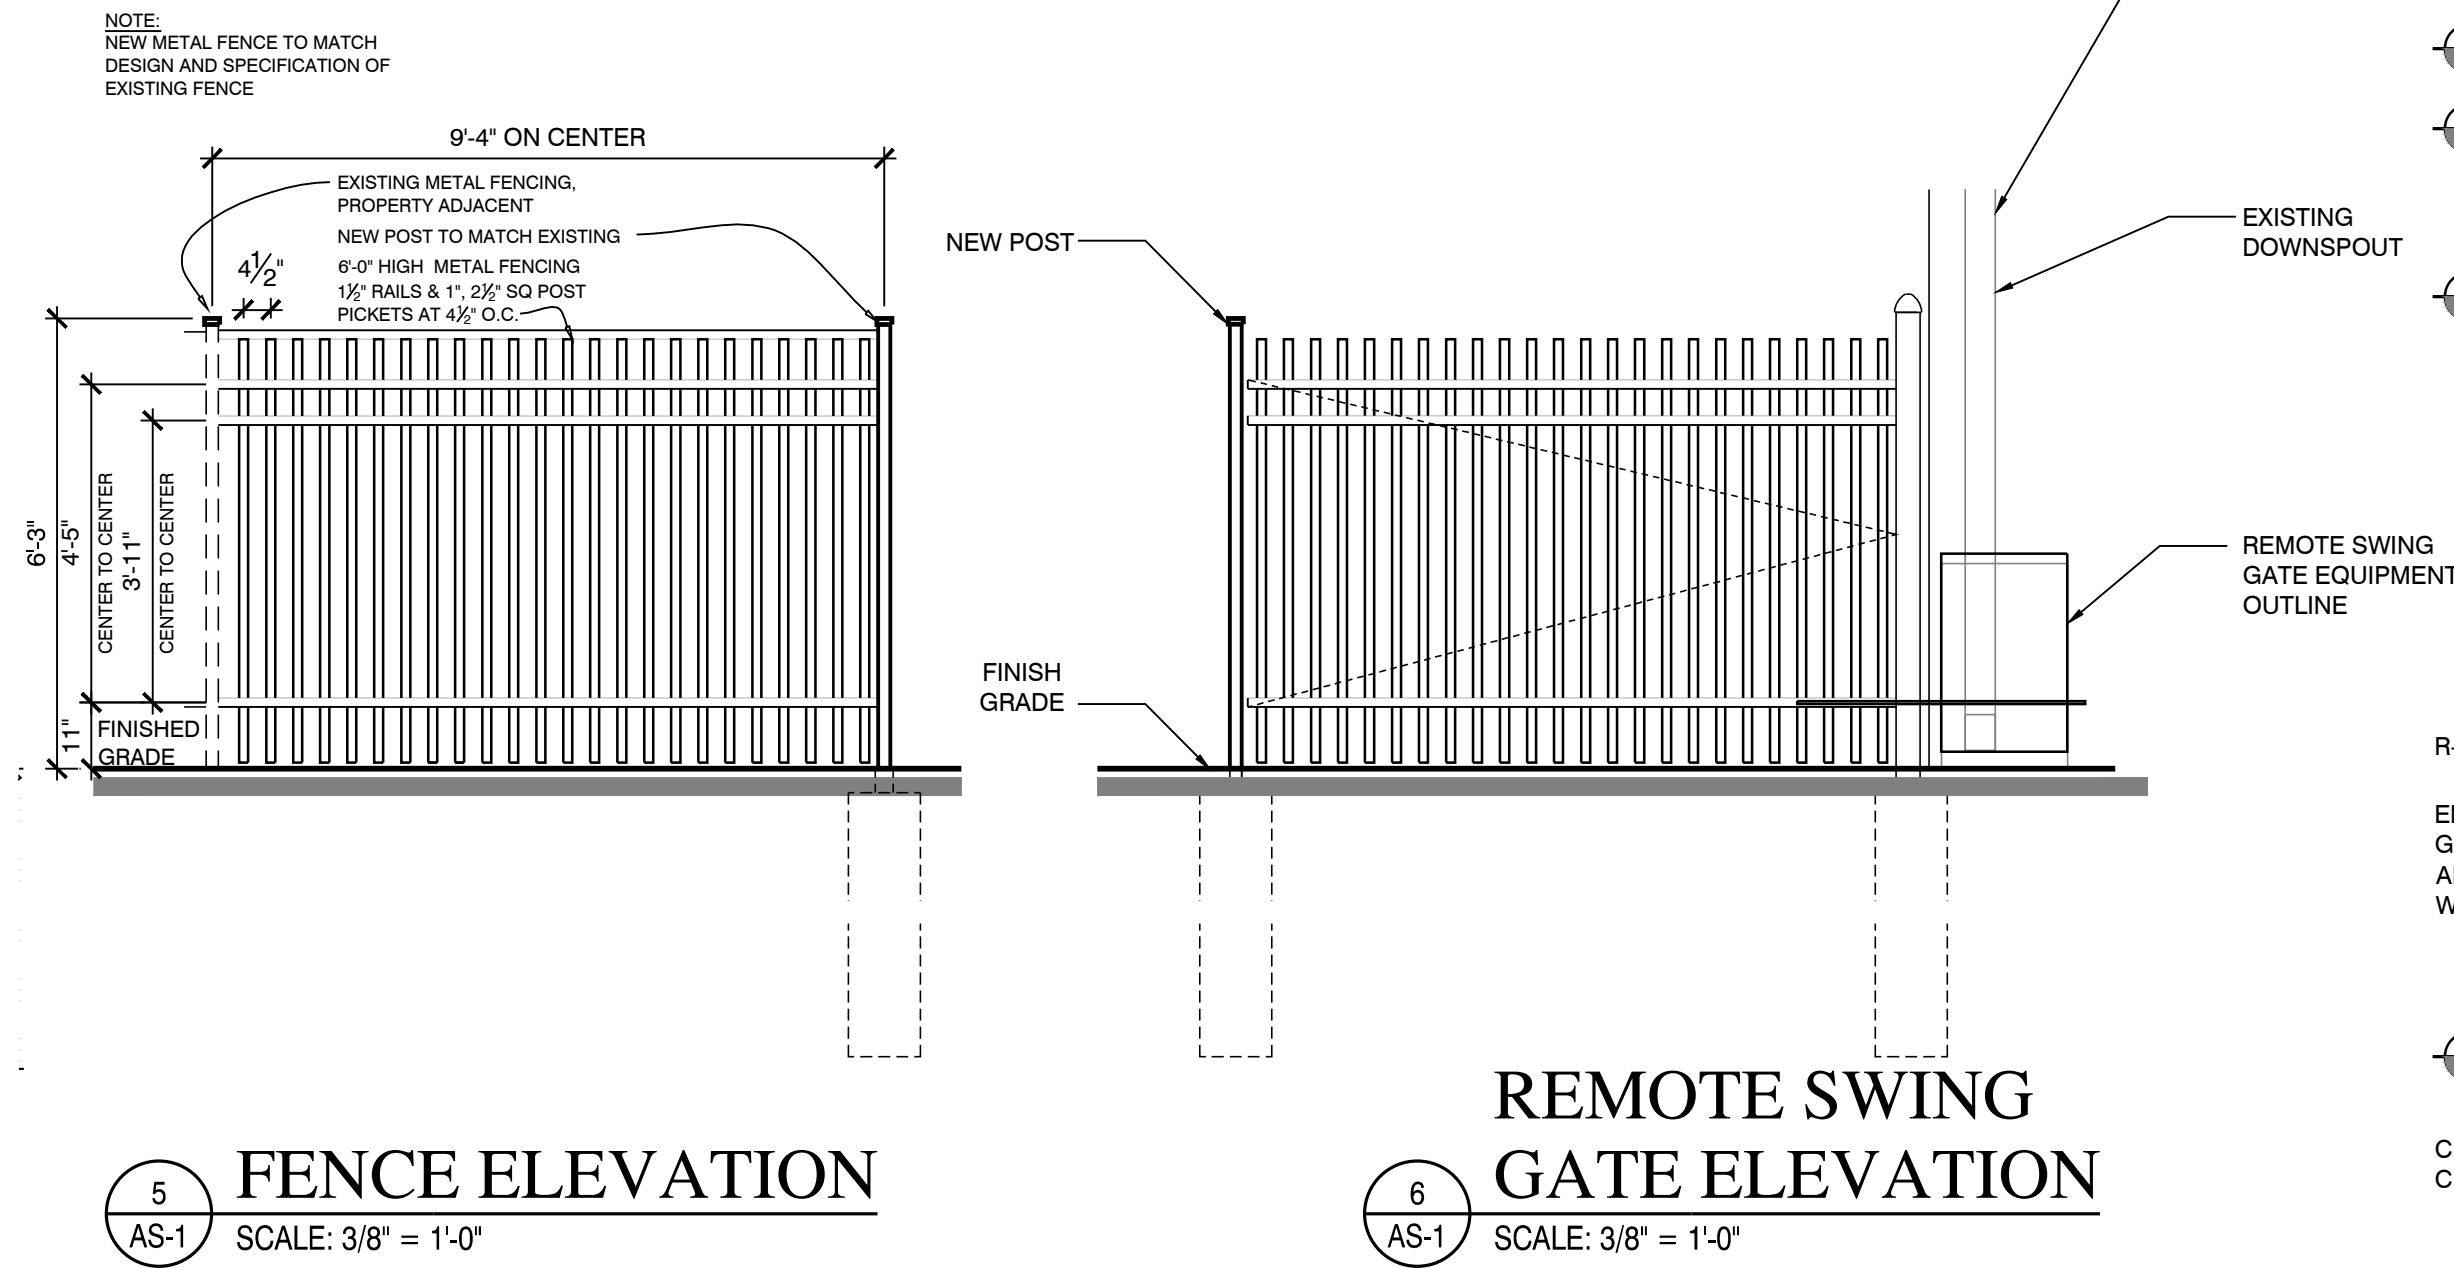 NOTE:
NEW METAL FENCE TO MATCH
DESIGN AND SPECIFICATION OF
EXISTING FENCE
9'-4" ON CENTER
EXISTING METAL FENCING,
PROPERTY ADJACENT
NEW POST TO MATCH EXISTING
6'-0" HIGH METAL FENCING
1½" RAILS & 1", 2½" SQ POST
PICKETS AT 4½" O.C.
4½"
6'-3"
4'-5"
CENTER TO CENTER
3'-11"
CENTER TO CENTER
11"
FINISHED
GRADE
5
AS-1
FENCE ELEVATION
SCALE: 3/8" = 1'-0"
NEW POST
FINISH
GRADE
EXISTING
DOWNSPOUT
REMOTE SWING
GATE EQUIPMENT
OUTLINE
6
AS-1
REMOTE SWING
GATE ELEVATION
SCALE: 3/8" = 1'-0"